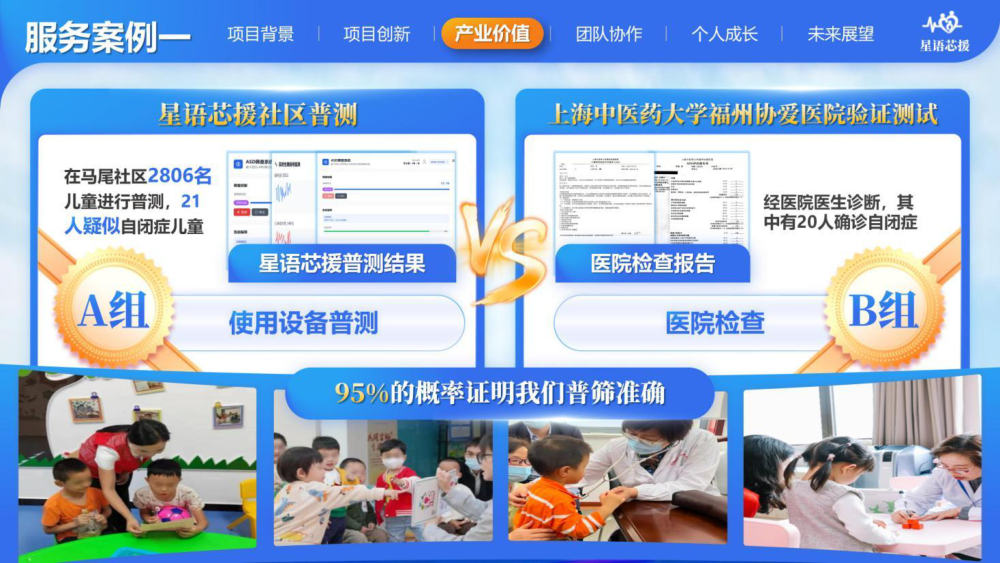 服务案例一
项目背景
项目创新
产业价值
团队协作
个人成长
未来展望
星语芯援
星语芯援社区普测
在马尾社区2806名
儿童进行普测，21
人疑似自闭症儿童
星语芯援普测结果
A组
使用设备普测
VS
上海中医药大学福州协爱医院验证测试
经医院医生诊断，其
中有20人确诊自闭症
医院检查报告
B组
医院检查
95%的概率证明我们普筛准确